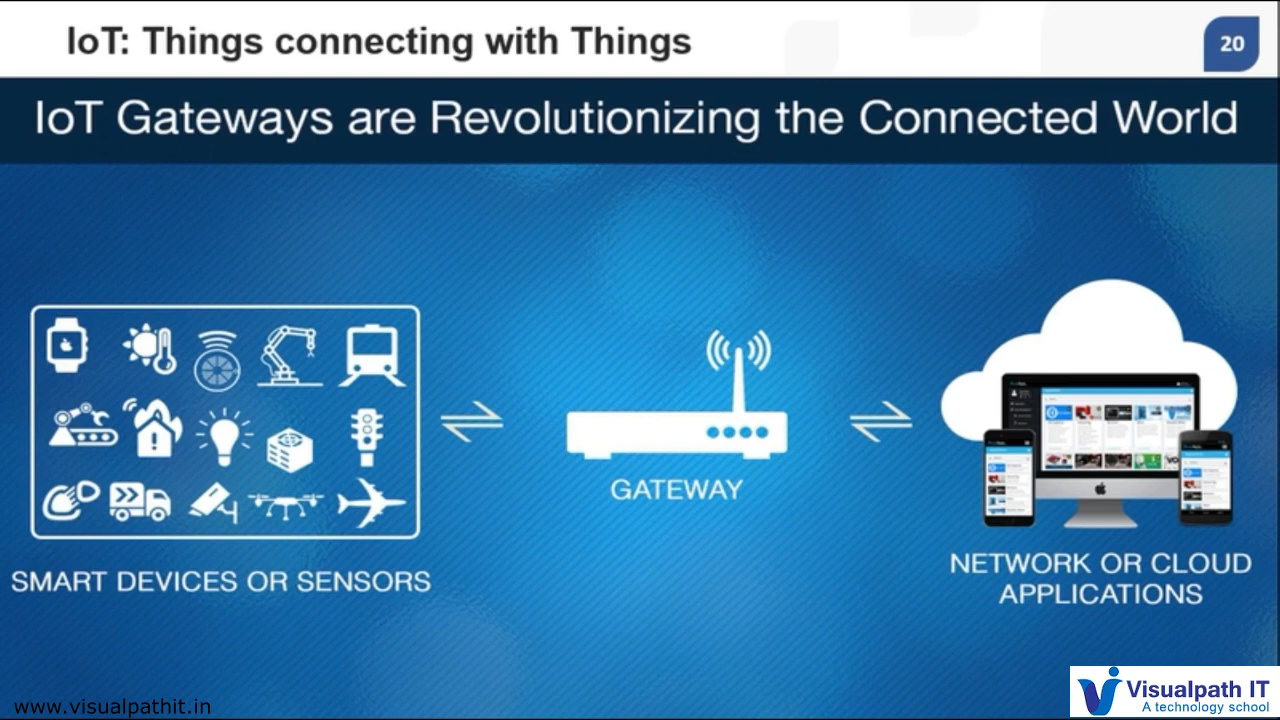 IoT: Things connecting with Things
20
IoT Gateways are Revolutionizing the Connected World
GATEWAY
SMART DEVICES OR SENSORS
NETWORK OR CLOUD
APPLICATIONS
www.visualpathit.in
Visualpath IT
A technology school